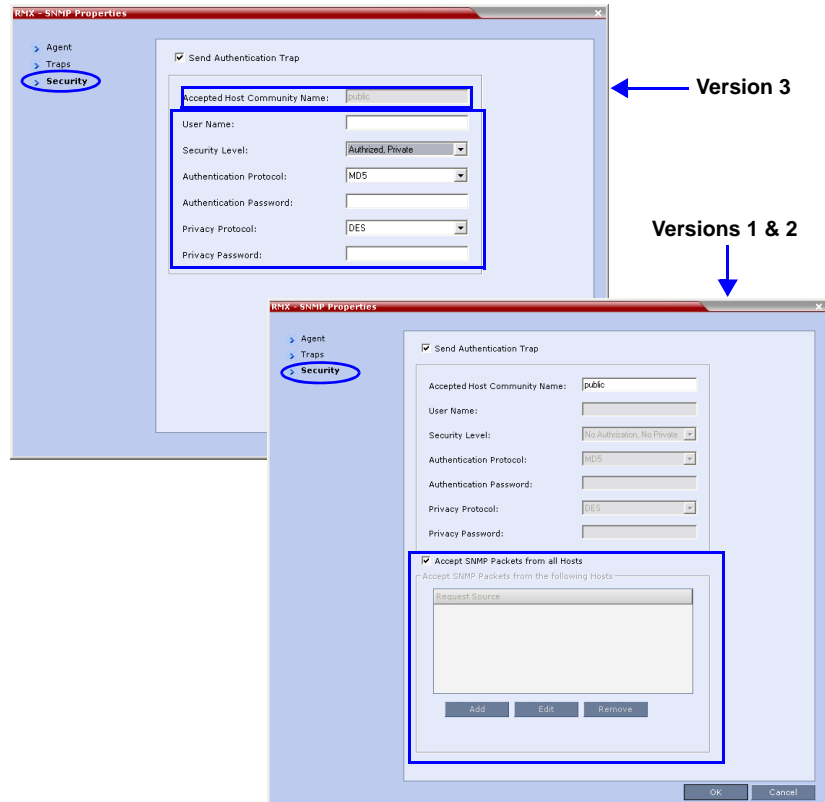 RMX - SNMP Properties
Agent
Traps
Security
Send Authentication Trap
Accepted Host Community Name: public
User Name:
Security Level: Authrized, Private
Authentication Protocol: MD5
Authentication Password:
Privacy Protocol: DES
Privacy Password:
Version 3
Versions 1 & 2
RMX - SNMP Properties
Agent
Traps
Security
Send Authentication Trap
Accepted Host Community Name: public
User Name:
Security Level: No Authrization, No Private
Authentication Protocol: MD5
Authentication Password:
Privacy Protocol: DES
Privacy Password:
Accept SNMP Packets from all Hosts
Accept SNMP Packets from the following Hosts
Request Source
Add Edit Remove
OK Cancel